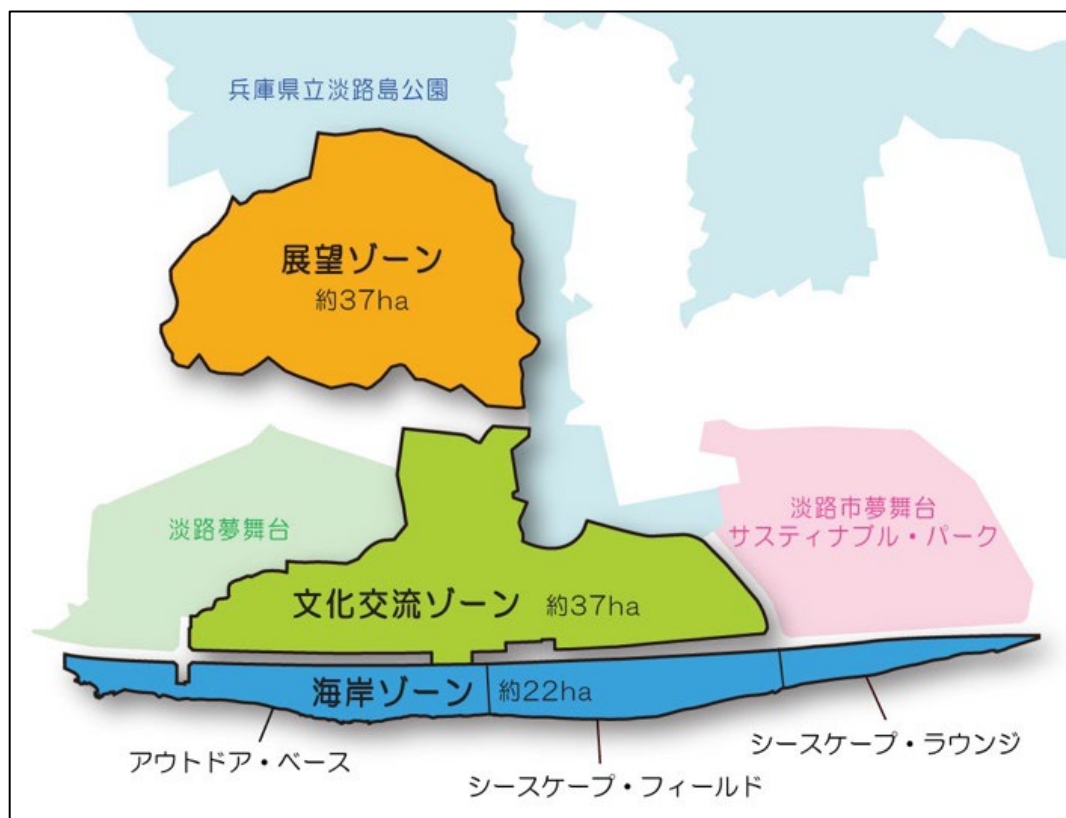 兵庫県立淡路島公園
展望ゾーン
約37ha
淡路夢舞台
淡路市夢舞台
サスティナブル・パーク
文化交流ゾーン 約37ha
海岸ゾーン 約22ha
アウトドア・ベース
シースケープ・フィールド
シースケープ・ラウンジ